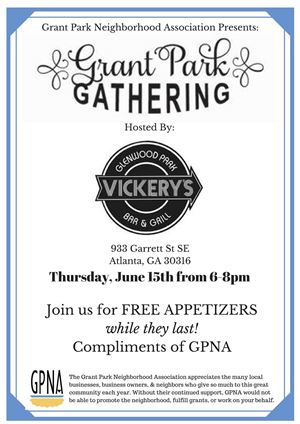 Grant Park Neighborhood Association Presents:
Grant Park
GATHERING
Hosted By:
GLENWOOD PARK
VICKERY'S
BAR & GRILL
933 Garrett St SE
Atlanta, GA 30316
Thursday, June 15th from 6-8pm
Join us for FREE APPETIZERS
while they last!
Compliments of GPNA
GPNA
The Grant Park Neighborhood Association appreciates the many local
businesses, business owners, & neighbors who give so much to this great
community each year. Without their continued support, GPNA would not
be able to promote the neighborhood, fulfill grants, or work on your behalf.